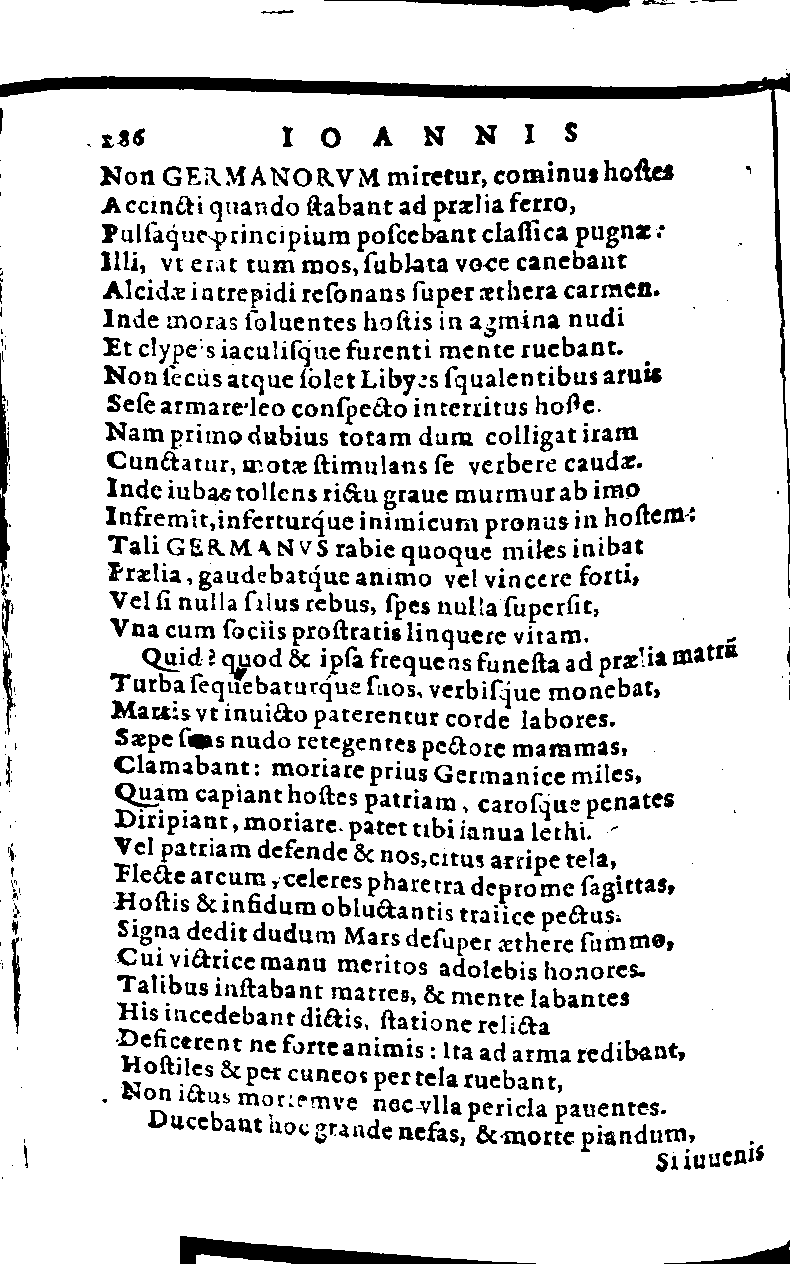 186 IOANNIS
Non GERMANORVM miretur, cominus hoſtes
Accincti quando ſtabant ad prælia ferro,
Pulſaque principium poſcebant claſſica pugnæ:
Illi, vt erat tum mos, ſublata voce canebant
Alcidæ intrepidi reſonans ſuper æthera carmen.
Inde moras ſoluentes hoſtis in agmina nudi
Et clypeis iaculiſque furenti mente ruebant.
Non ſecus atque ſolet Libyes ſqualentibus aruis
Seſe armare leo conſpecto interritus hoſte.
Nam primo dubius totam dum colligat iram
Cunctatur, motæ ſtimulans ſe verbere caudæ.
Inde iubas tollens rictu graue murmur ab imo
Infremit, inferturq́ue inimicum pronus in hoſtem:
Tali GERMANVS rabie quoque miles inibat
Prælia, gaudebatq́ue animo vel vincere forti,
Vel ſi nulla ſalus rebus, ſpes nulla ſuperſit,
Vna cum ſociis proſtratis linquere vitam.
Quid? quod & ipſa frequens funeſta ad prælia matrū
Turba ſequebaturq́ue ſuos, verbiſque monebat,
Martis vt inuicto paterentur corde labores.
Sæpe ſuas nudo retegentes pectore mammas,
Clamabant: moriare prius Germanice miles,
Quam capiant hoſtes patriam, caroſque penates
Diripiant, moriare. patet tibi ianua lethi.
Vel patriam defende & nos, citus arripe tela,
Flecte arcum, celeres pharetra deprome ſagittas,
Hoſtis & infidum obluctantis traiice pectus.
Signa dedit dudum Mars deſuper æthere ſummo,
Cui victrice manu meritos adolebis honores.
Talibus inſtabant matres, & mente labantes
His incedebant dictis, ſtatione relicta
Deficerent ne forte animis: Ita ad arma redibant,
Hoſtiles & per cuneos per tela ruebant,
Non ictus mortemve nec vlla pericla pauentes.
Ducebant hoc grande nefas, & morte piandum,
Si iuuenis